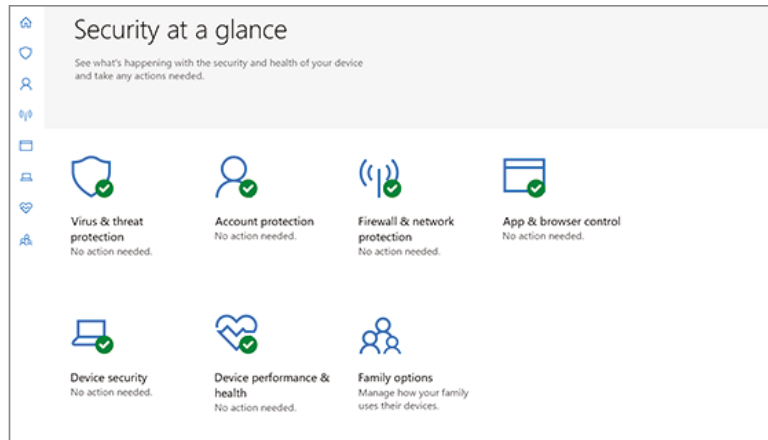 Security at a glance
See what's happening with the security and health of your device
and take any actions needed.
Virus & threat
protection
No action needed.
Account protection
No action needed.
Firewall & network
protection
No action needed.
App & browser control
No action needed.
Device security
No action needed.
Device performance &
health
No action needed.
Family options
Manage how your family
uses their devices.